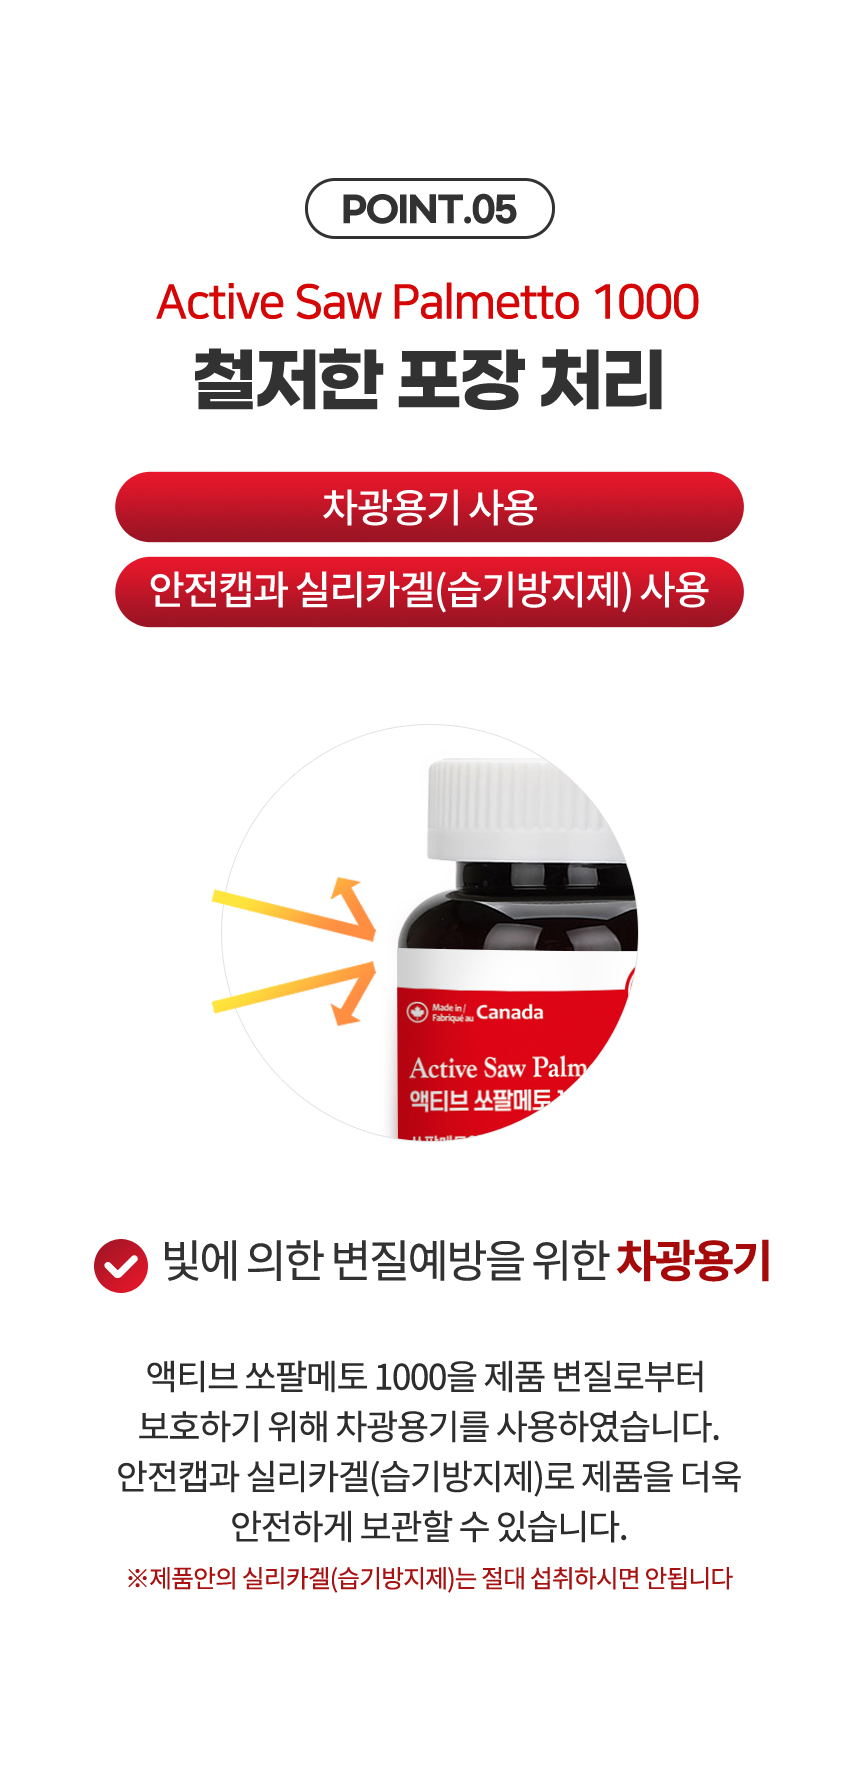 POINT.05
Active Saw Palmetto 1000
철저한 포장 처리
차광용기 사용
안전캡과 실리카겔(습기방지제) 사용
Made in /
Fabriqué au Canada
Active Saw Palm
액티브 쏘팔메토
빛에 의한 변질예방을 위한 차광용기
액티브 쏘팔메토 1000을 제품 변질로부터
보호하기 위해 차광용기를 사용하였습니다.
안전캡과 실리카겔(습기방지제)로 제품을 더욱
안전하게 보관할 수 있습니다.
※제품안의 실리카겔(습기방지제)는 절대 섭취하시면 안됩니다